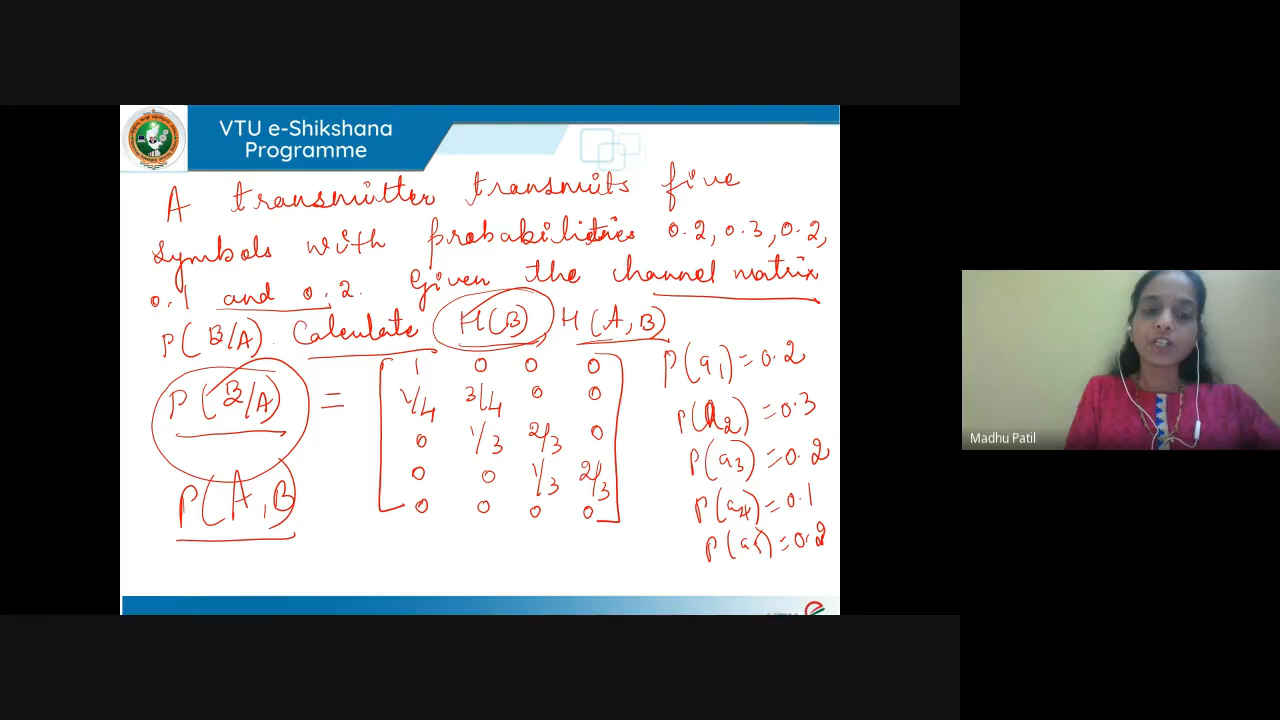 VTU e-Shikshana
Programme
A transmitter transmits five
symbols with probabilities 0.2, 0.3, 0.2,
0.1 and 0.2. Given the channel matrix
P(B/A). Calculate H(B) H(A,B)
P(B/A) =
1 0 0 0
1/4 3/4 0 0
0 1/3 2/3 0
0 0 1/3 2/3
0 0 0 0
P(A,B
P(a1) = 0.2
P(a2) = 0.3
P(a3) = 0.2
P(a4) = 0.1
P(a5) = 0.2
Madhu Patil